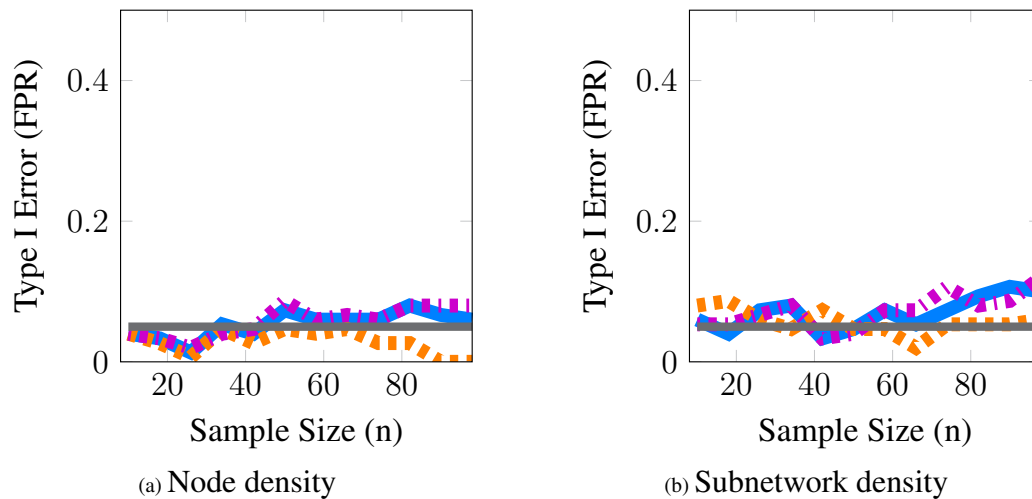 0.4
0.2
0
Type I Error (FPR)
20
40
60
80
Sample Size (n)
(a) Node density
0.4
0.2
0
Type I Error (FPR)
20
40
60
80
Sample Size (n)
(b) Subnetwork density